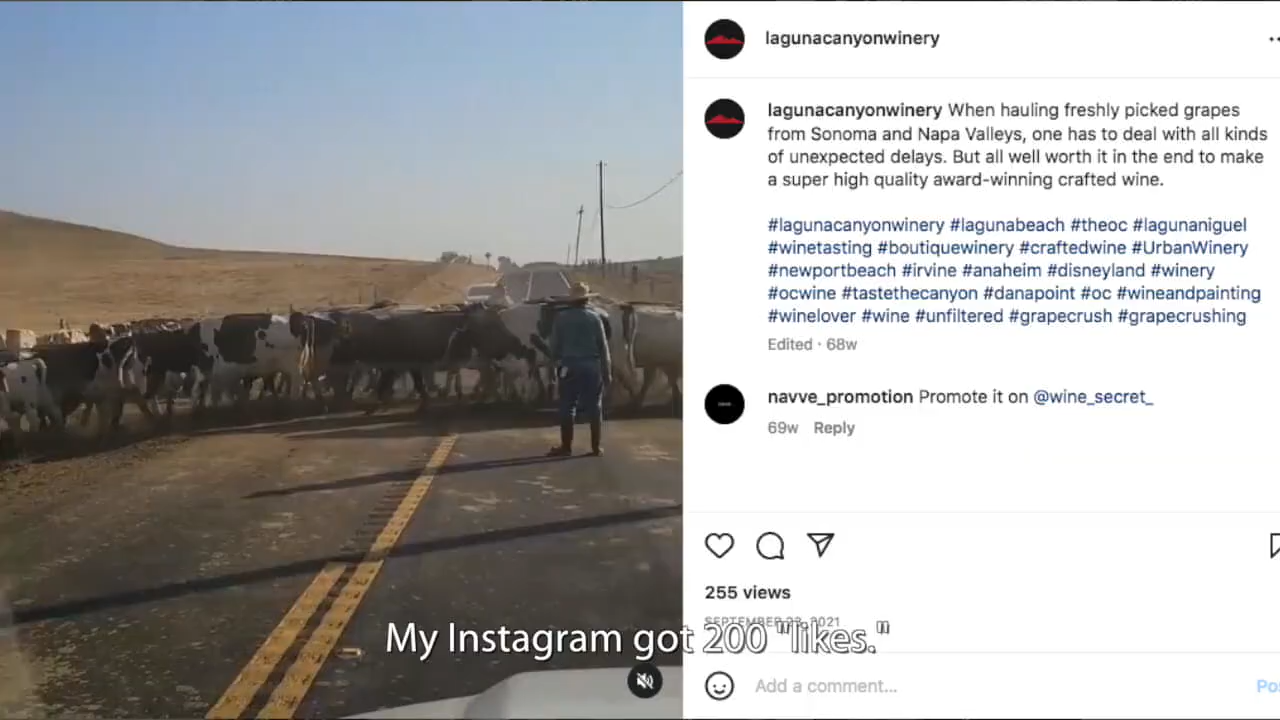 lagunacanyonwinery
lagunacanyonwinery When hauling freshly picked grapes
from Sonoma and Napa Valleys, one has to deal with all kinds
of unexpected delays. But all well worth it in the end to make
a super high quality award-winning crafted wine.
#lagunacanyonwinery #lagunabeach #theoc #lagunaniguel
#winetasting #boutiquewinery #craftedwine #UrbanWinery
#newportbeach #irvine #anaheim #disneyland #winery
#ocwine #tastethecanyon #danapoint #oc #wineandpainting
#winelover #wine #unfiltered #grapecrush #grapecrushing
Edited · 68w
navve_promotion Promote it on @wine_secret_
69w Reply
255 views
SEPTEMBER 23, 2021
My Instagram got 200 "likes."
Add a comment...